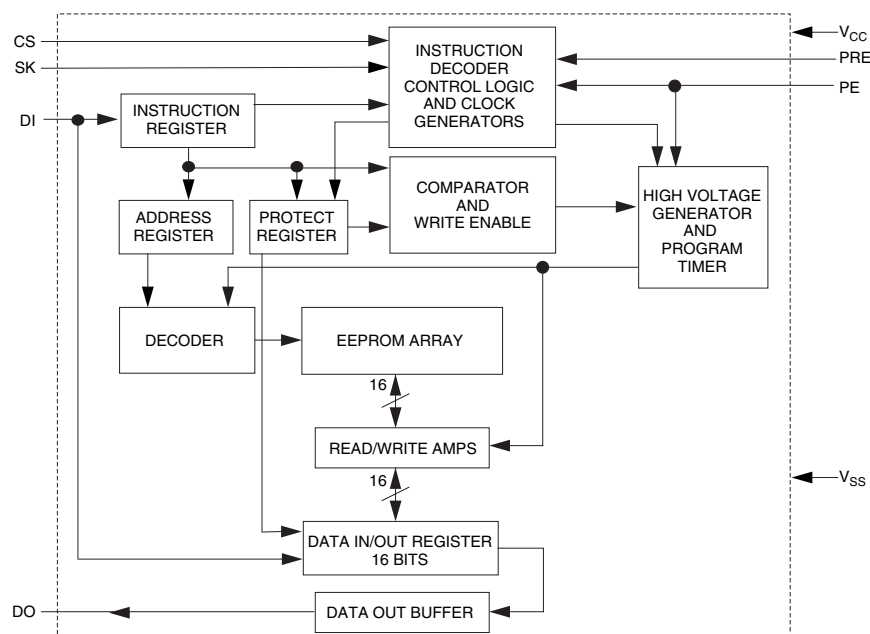 CS
SK
DI
INSTRUCTION
DECODER
CONTROL LOGIC
AND CLOCK
GENERATORS
V_CC
PRE
PE
INSTRUCTION
REGISTER
COMPARATOR
AND
WRITE ENABLE
HIGH VOLTAGE
GENERATOR
AND
PROGRAM
TIMER
ADDRESS
REGISTER
PROTECT
REGISTER
DECODER
EEPROM ARRAY
16
READ/WRITE AMPS
16
V_SS
DATA IN/OUT REGISTER
16 BITS
DO
DATA OUT BUFFER